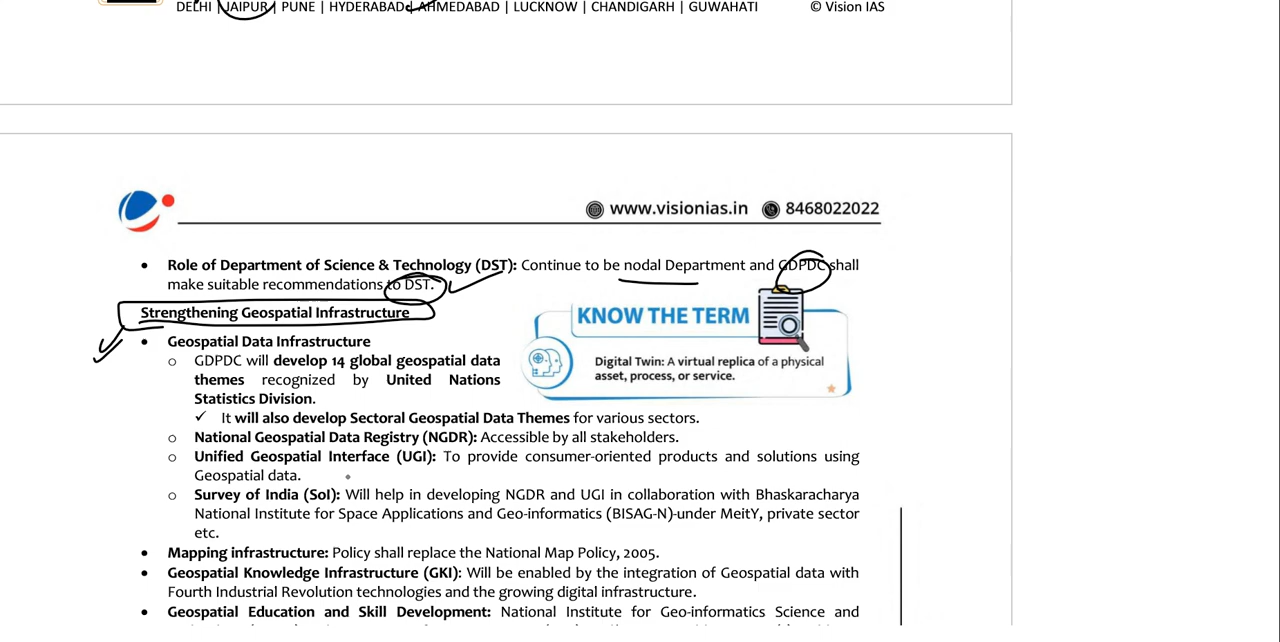 DELHI | JAIPUR | PUNE | HYDERABAD | AHMEDABAD | LUCKNOW | CHANDIGARH | GUWAHATI © Vision IAS
www.visionias.in 8468022022
• Role of Department of Science & Technology (DST): Continue to be nodal Department and GDPDC shall
make suitable recommendations to DST.
Strengthening Geospatial Infrastructure
• Geospatial Data Infrastructure
o GDPDC will develop 14 global geospatial data
themes recognized by United Nations
Statistics Division.
KNOW THE TERM
Digital Twin: A virtual replica of a physical
asset, process, or service.
✓ It will also develop Sectoral Geospatial Data Themes for various sectors.
o National Geospatial Data Registry (NGDR): Accessible by all stakeholders.
o Unified Geospatial Interface (UGI): To provide consumer-oriented products and solutions using
Geospatial data.
o Survey of India (SoI): Will help in developing NGDR and UGI in collaboration with Bhaskaracharya
National Institute for Space Applications and Geo-informatics (BISAG-N)-under MeitY, private sector
etc.
• Mapping infrastructure: Policy shall replace the National Map Policy, 2005.
• Geospatial Knowledge Infrastructure (GKI): Will be enabled by the integration of Geospatial data with
Fourth Industrial Revolution technologies and the growing digital infrastructure.
• Geospatial Education and Skill Development: National Institute for Geo-informatics Science and